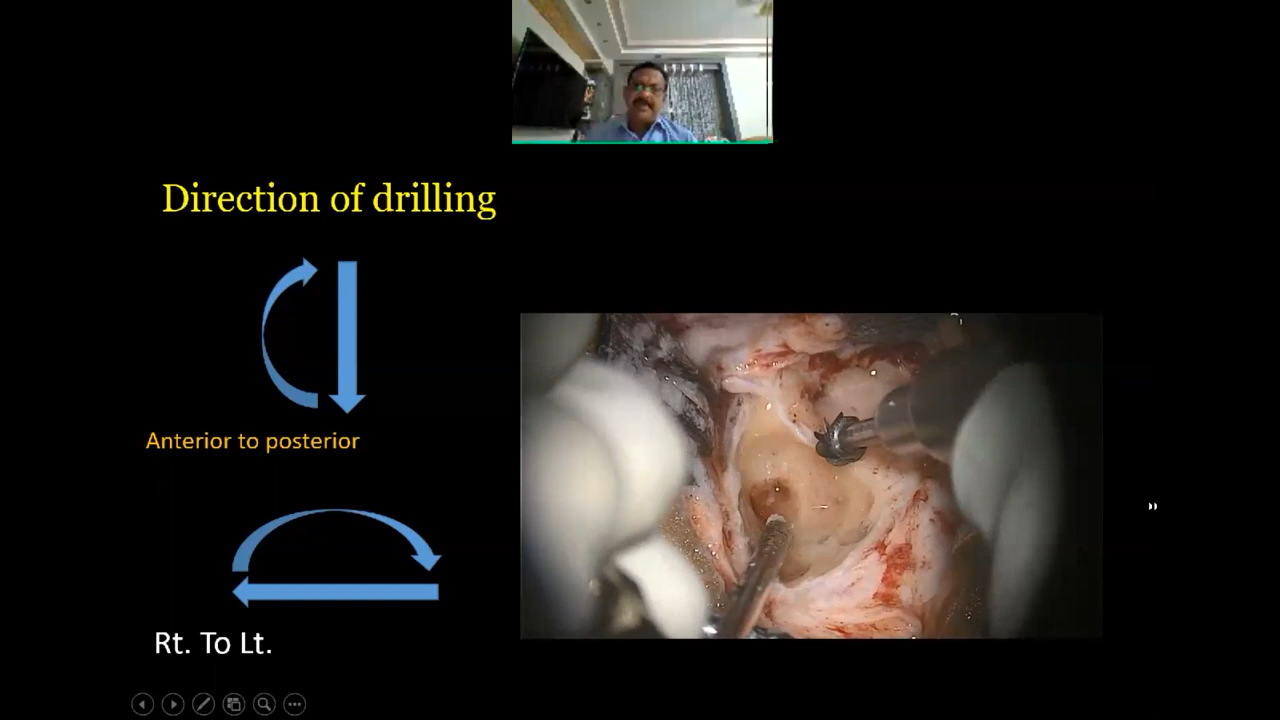 Direction of drilling
Anterior to posterior
Rt. To Lt.